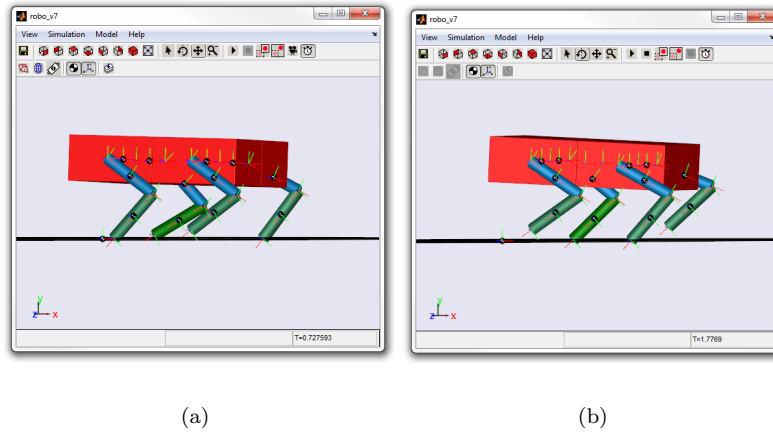 robo_v7
View Simulation Model Help
y
z x
T=0.727593
(a)
robo_v7
View Simulation Model Help
y
z x
T=1.7769
(b)